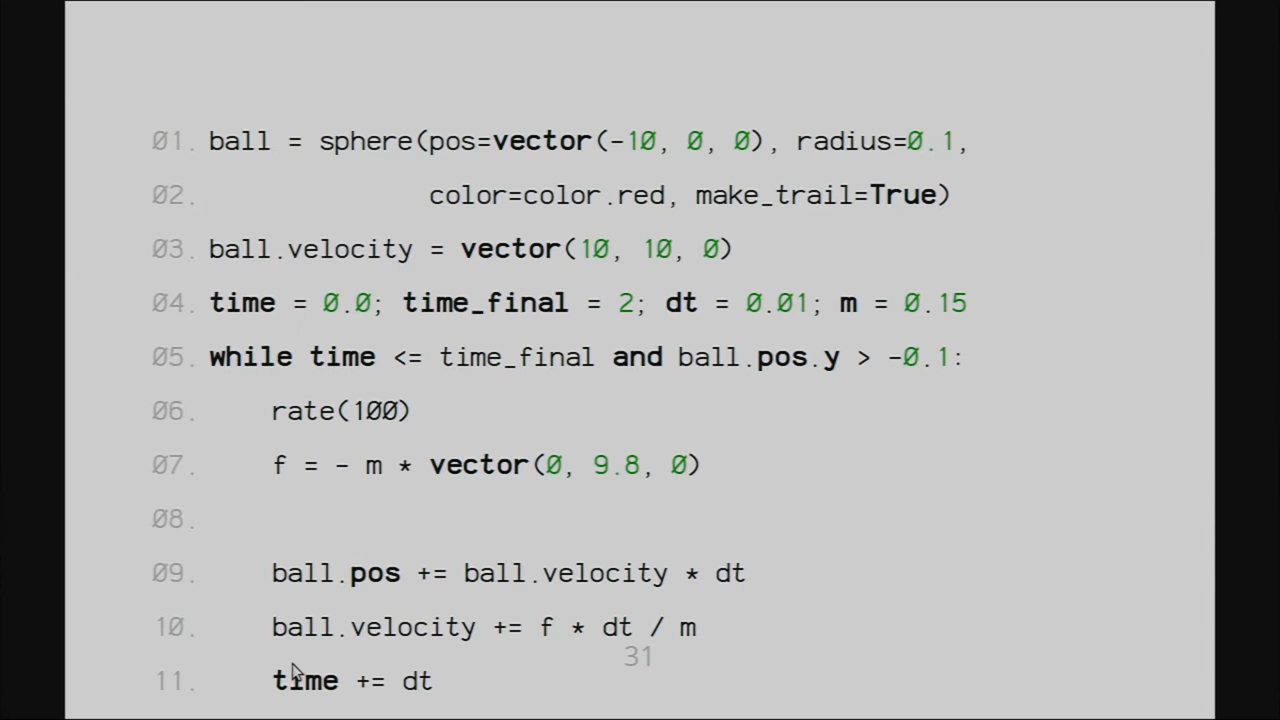 01. ball = sphere(pos=vector(-10, 0, 0), radius=0.1,
02. color=color.red, make_trail=True)
03. ball.velocity = vector(10, 10, 0)
04. time = 0.0; time_final = 2; dt = 0.01; m = 0.15
05. while time <= time_final and ball.pos.y > -0.1:
06. rate(100)
07. f = - m * vector(0, 9.8, 0)
08.
09. ball.pos += ball.velocity * dt
10. ball.velocity += f * dt / m
31
11. time += dt